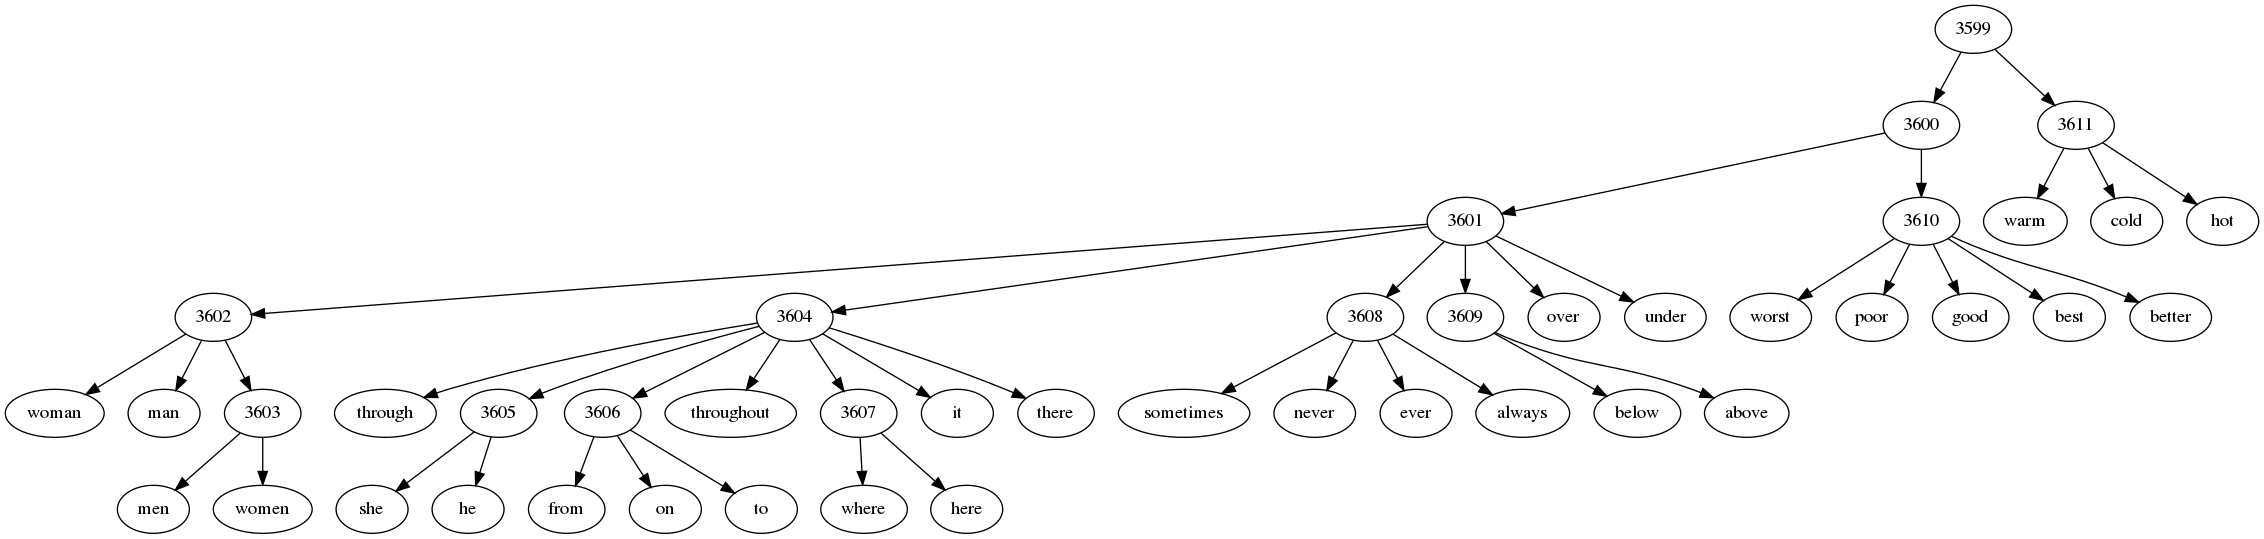 3599
3600
3611
3601
3610
warm
cold
hot
3602
3604
3608
3609
over
under
worst
poor
good
best
better
woman
man
3603
through
3605
3606
throughout
3607
it
there
sometimes
never
ever
always
below
above
men
women
she
he
from
on
to
where
here